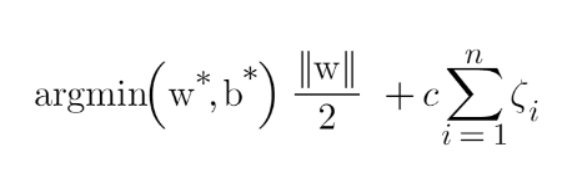 argmin(w*, b*) ‖w‖/2 + c ∑_{i=1}^{n} ζ_i